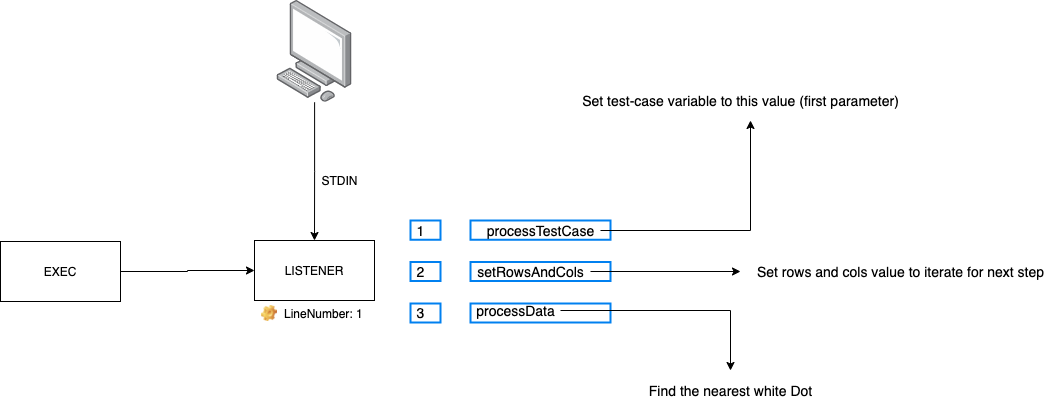 Set test-case variable to this value (first parameter)
STDIN
1
processTestCase
EXEC
LISTENER
2
setRowsAndCols
Set rows and cols value to iterate for next step
LineNumber: 1
3
processData
Find the nearest white Dot